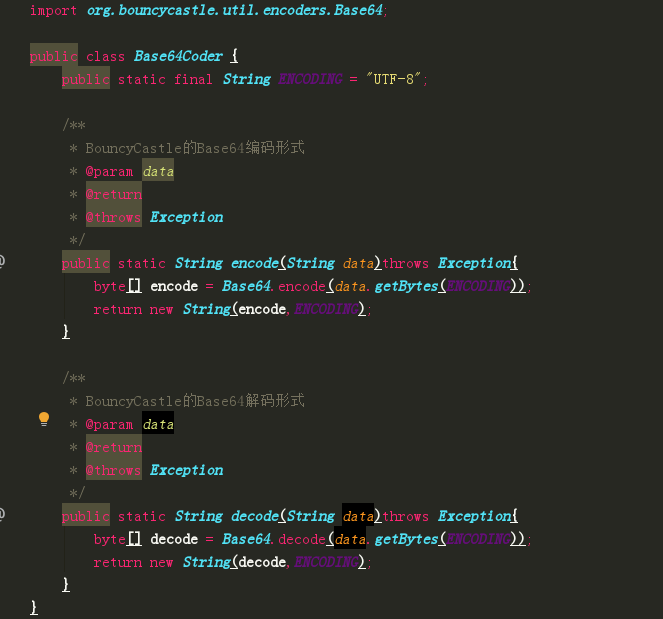 import org.bouncycastle.util.encoders.Base64;
public class Base64Coder {
public static final String ENCODING = "UTF-8";
/**
* BouncyCastle的Base64编码形式
* @param data
* @return
* @throws Exception
*/
public static String encode(String data)throws Exception{
byte[] encode = Base64.encode(data.getBytes(ENCODING));
return new String(encode,ENCODING);
}
/**
* BouncyCastle的Base64解码形式
* @param data
* @return
* @throws Exception
*/
public static String decode(String data)throws Exception{
byte[] decode = Base64.decode(data.getBytes(ENCODING));
return new String(decode,ENCODING);
}
}